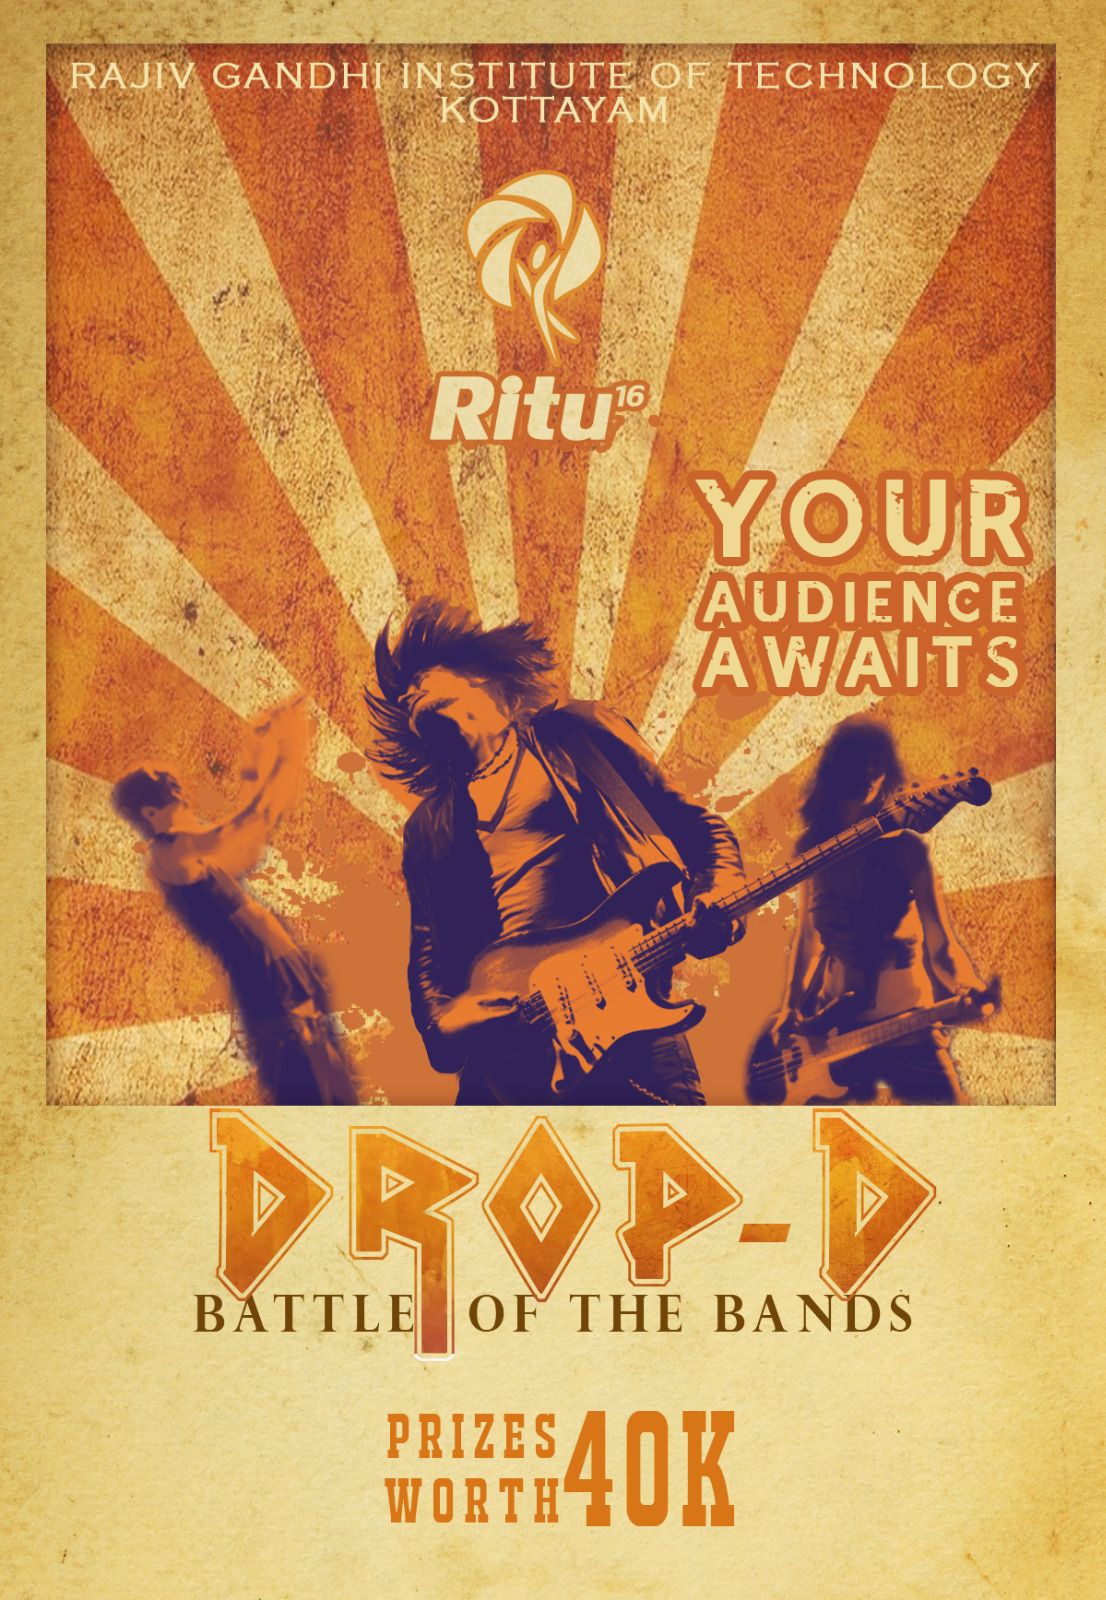 RAJIV GANDHI INSTITUTE OF TECHNOLOGY
KOTTAYAM
Ritu16
YOUR
AUDIENCE
AWAITS
DROP-D
BATTLE OF THE BANDS
PRIZES
WORTH 40K